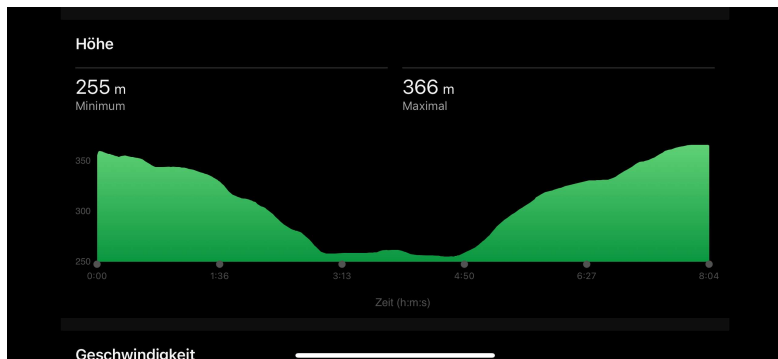 Höhe
255 m
Minimum
366 m
Maximal
350
300
250
0:00 1:36 3:13 4:50 6:27 8:04
Zeit (h:m:s)
Geschwindigkeit